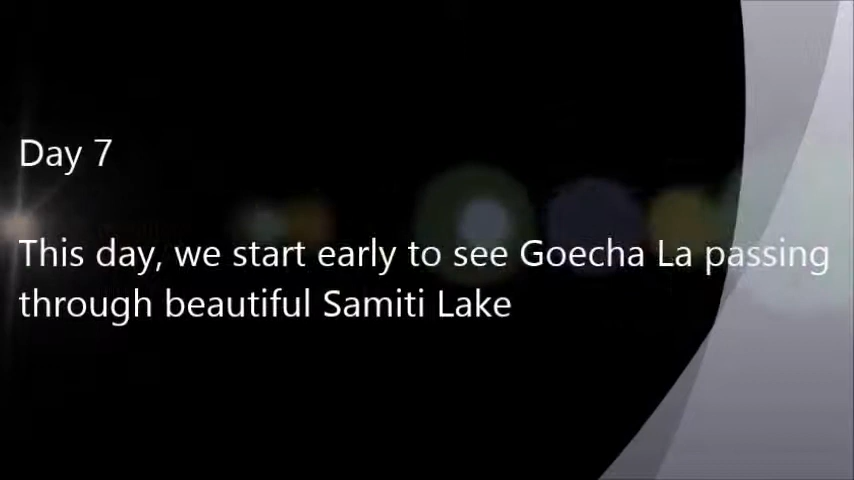 Day 7
This day, we start early to see Goecha La passing
through beautiful Samiti Lake